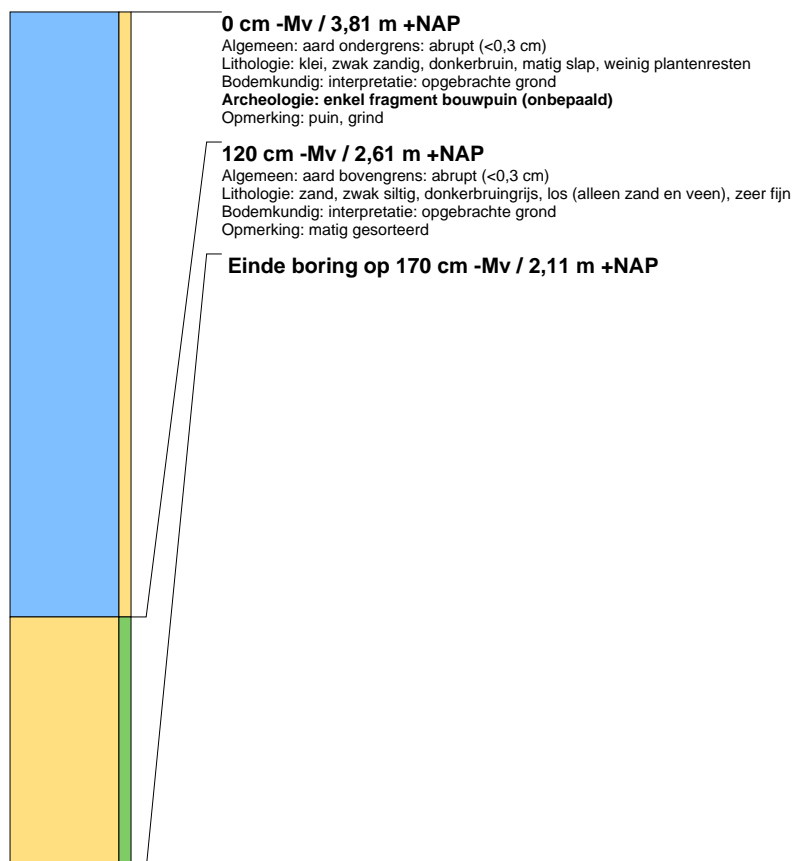 0 cm -Mv / 3,81 m +NAP
Algemeen: aard ondergrens: abrupt (<0,3 cm)
Lithologie: klei, zwak zandig, donkerbruin, matig slap, weinig plantenresten
Bodemkundig: interpretatie: opgebrachte grond
Archeologie: enkel fragment bouwpuin (onbepaald)
Opmerking: puin, grind
120 cm -Mv / 2,61 m +NAP
Algemeen: aard bovengrens: abrupt (<0,3 cm)
Lithologie: zand, zwak siltig, donkerbruingrijs, los (alleen zand en veen), zeer fijn
Bodemkundig: interpretatie: opgebrachte grond
Opmerking: matig gesorteerd
Einde boring op 170 cm -Mv / 2,11 m +NAP